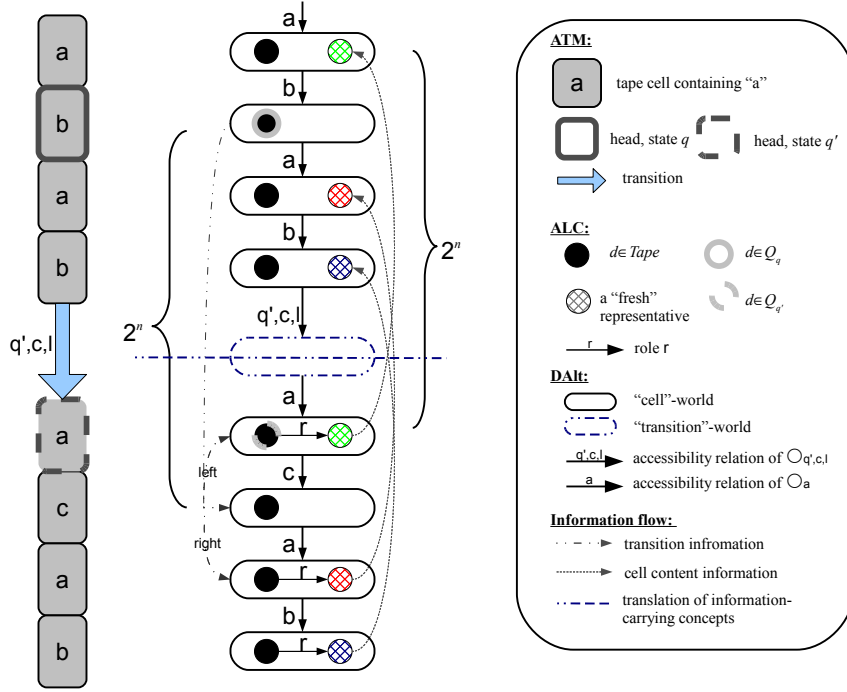 a
b
a
b
q',c,l
a
c
a
b
a
b
a
b
q',c,l
a
r
c
a
r
b
r
2ⁿ
2ⁿ
left
right
ATM:
a
tape cell containing “a”
head, state q
head, state q′
transition
ALC:
d∈Tape
d∈Q_q
a “fresh”
representative
d∈Q_q'
r
role r
DAlt:
“cell”-world
“transition”-world
q',c,l
accessibility relation of ○q',c,l
a
accessibility relation of ○a
Information flow:
transition infromation
cell content information
translation of information-
carrying concepts